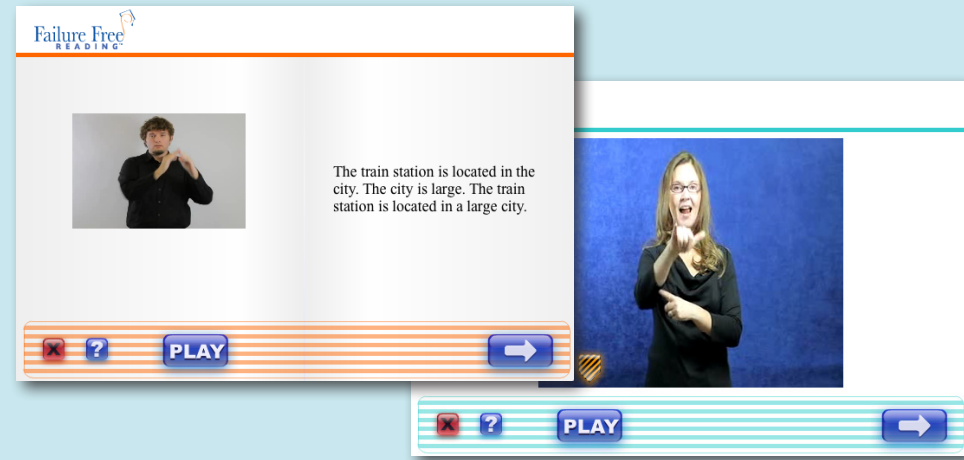 Failure Free
READING™
The train station is located in the
city. The city is large. The train
station is located in a large city.
X
?
PLAY
X
?
PLAY